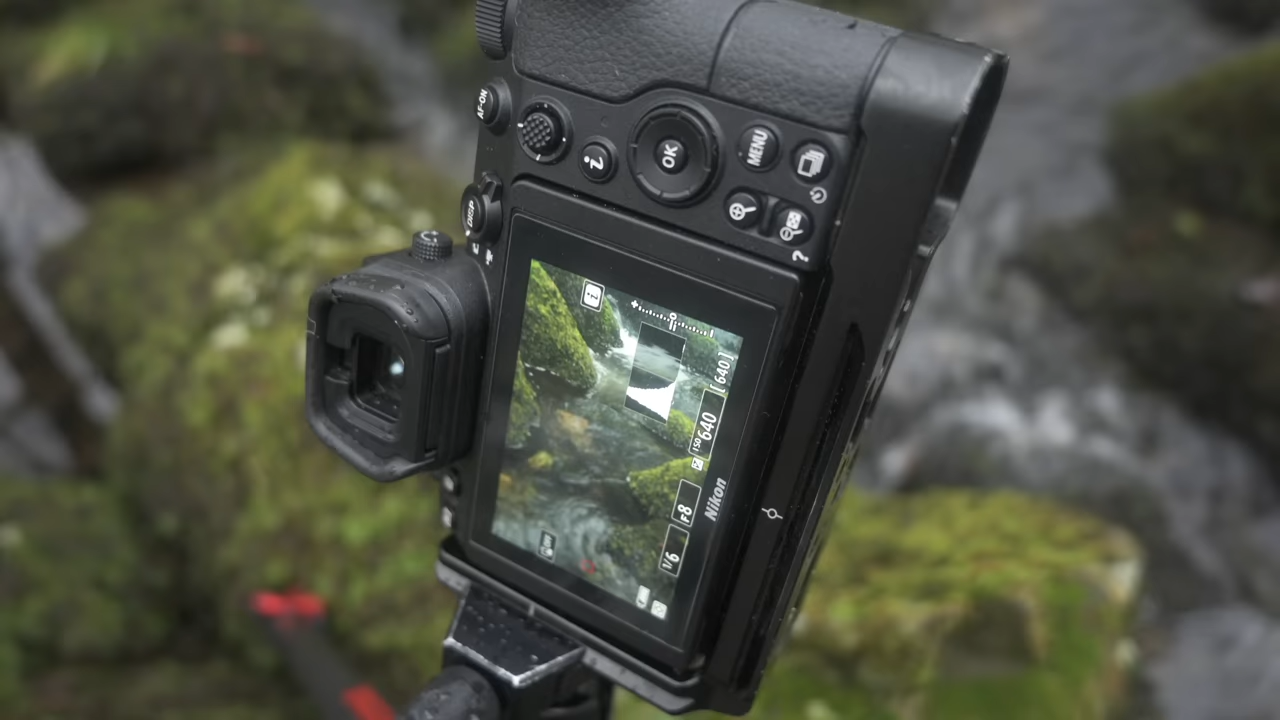 AF-ON
DISP
i
OK
MENU
?
i
[640]
ISO 640
F8
1/6
Nikon